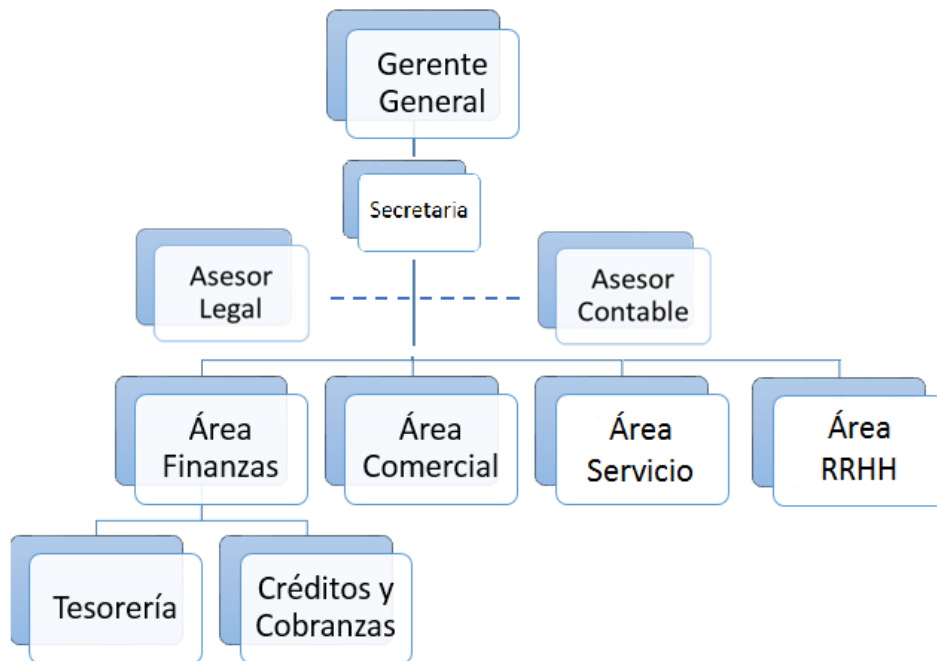 Gerente
General
Secretaria
Asesor
Legal
Asesor
Contable
Área
Finanzas
Área
Comercial
Área
Servicio
Área
RRHH
Tesorería
Créditos y
Cobranzas